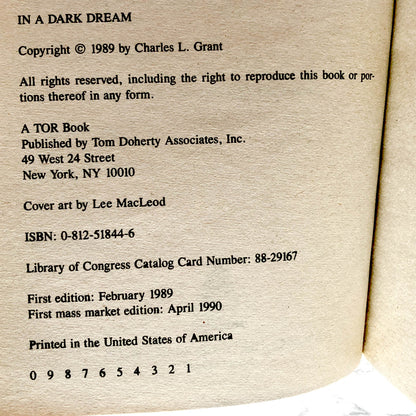 IN A DARK DREAM
Copyright © 1989 by Charles L. Grant
All rights reserved, including the right to reproduce this book or por-
tions thereof in any form.
A TOR Book
Published by Tom Doherty Associates, Inc.
49 West 24 Street
New York, NY 10010
Cover art by Lee MacLeod
ISBN: 0-812-51844-6
Library of Congress Catalog Card Number: 88-29167
First edition: February 1989
First mass market edition: April 1990
Printed in the United States of America
0 9 8 7 6 5 4 3 2 1